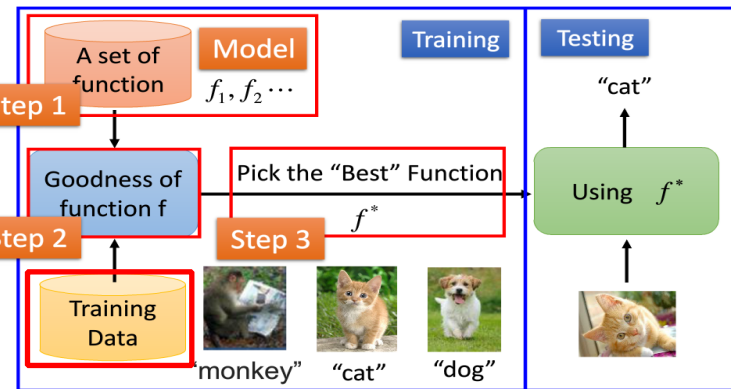 A set of
function
Model
f₁, f₂ ⋯
Training
Testing
"cat"
tep 1
Goodness of
function f
Pick the "Best" Function
f*
Using f*
Step 2
Step 3
Training
Data
"monkey"
"cat"
"dog"